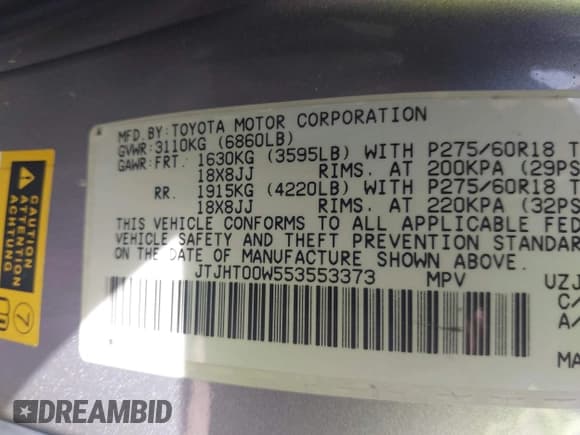 MFD.BY:TOYOTA MOTOR CORPORATION
GVWR:3110KG (6860LB)
GAWR:FRT. 1630KG (3595LB) WITH P275/60R18 T
18X8JJ RIMS. AT 200KPA (29PS
RR. 1915KG (4220LB) WITH P275/60R18 T
18X8JJ RIMS. AT 220KPA (32PS
THIS VEHICLE CONFORMS TO ALL APPLICABLE FED
VEHICLE SAFETY AND THEFT PREVENTION STANDAR
ON THE DATE OF MANUFACTURE SHOWN ABOVE.
JTJHT00W553553373 MPV UZJ
C/
A/
MA
CAUTION
ATTENTION
ACHTUNG
7
DREAMBID